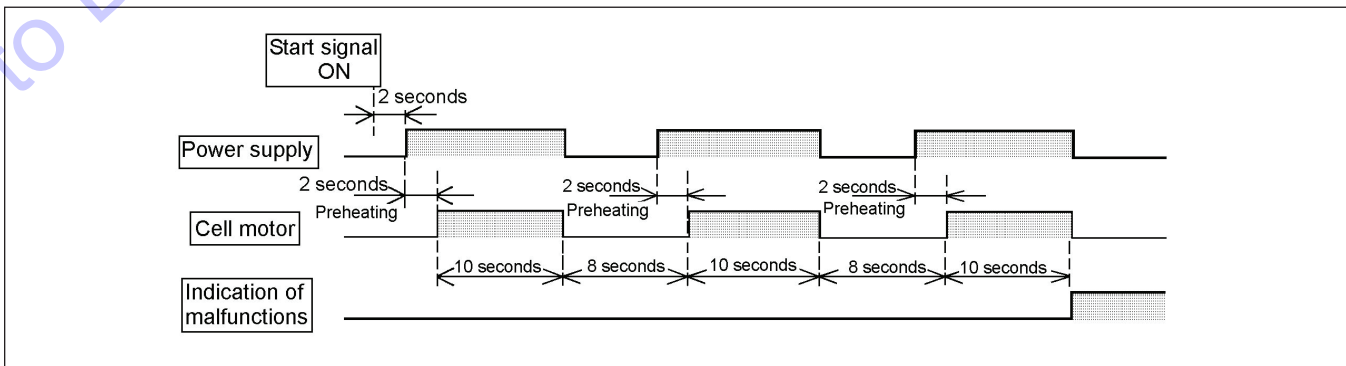 to
Start signal
ON
2 seconds
Power supply
2 seconds
2 seconds
2 seconds
Preheating
Preheating
Preheating
Cell motor
10 seconds
8 seconds
10 seconds
8 seconds
10 seconds
Indication of
malfunctions